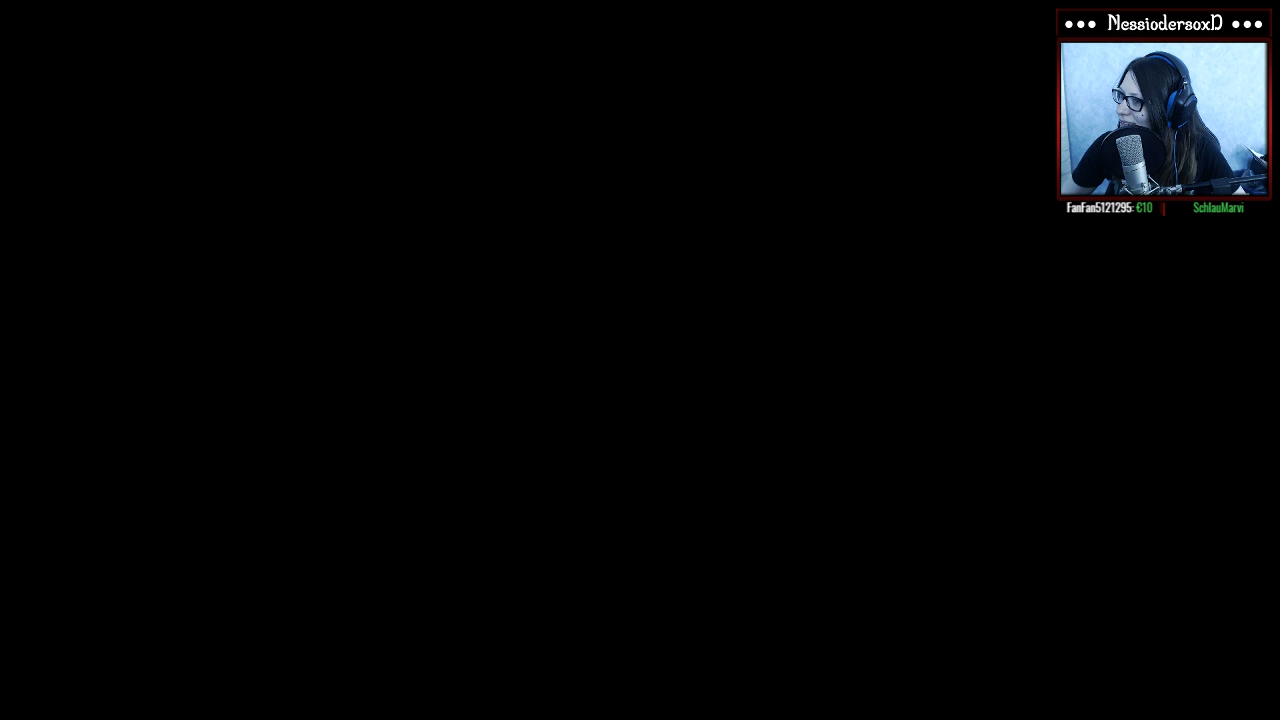 ••• NessiodersoxD •••
FanFan5121295: €10 | SchlauMarvi